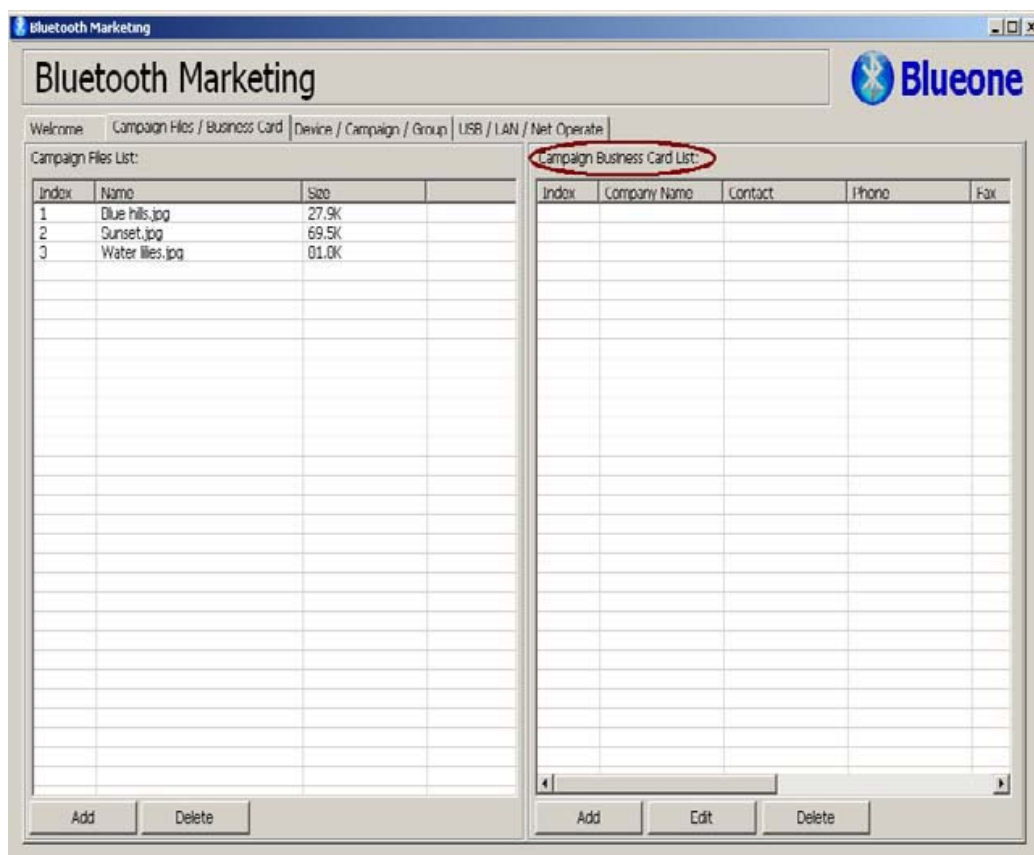 Bluetooth Marketing
Bluetooth Marketing
Blueone
Welcome Campaign Files / Business Card Device / Campaign / Group USB / LAN / Net Operate
Campaign Files List:
Index Name Size
1 Blue hills.jpg 27.9K
2 Sunset.jpg 69.5K
3 Water lilies.jpg 81.8K
Add Delete
Campaign Business Card List:
Index Company Name Contact Phone Fax
Add Edit Delete